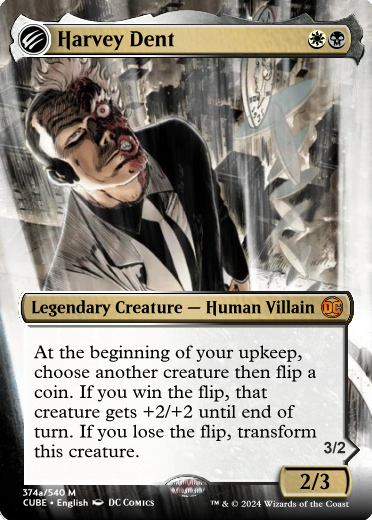 Harvey Dent
Legendary Creature — Human Villain
DC
At the beginning of your upkeep,
choose another creature then flip a
coin. If you win the flip, that
creature gets +2/+2 until end of
turn. If you lose the flip, transform
this creature.
3/2
2/3
374a/540 M
CUBE • English DC COMICS
™ & © 2024 Wizards of the Coast